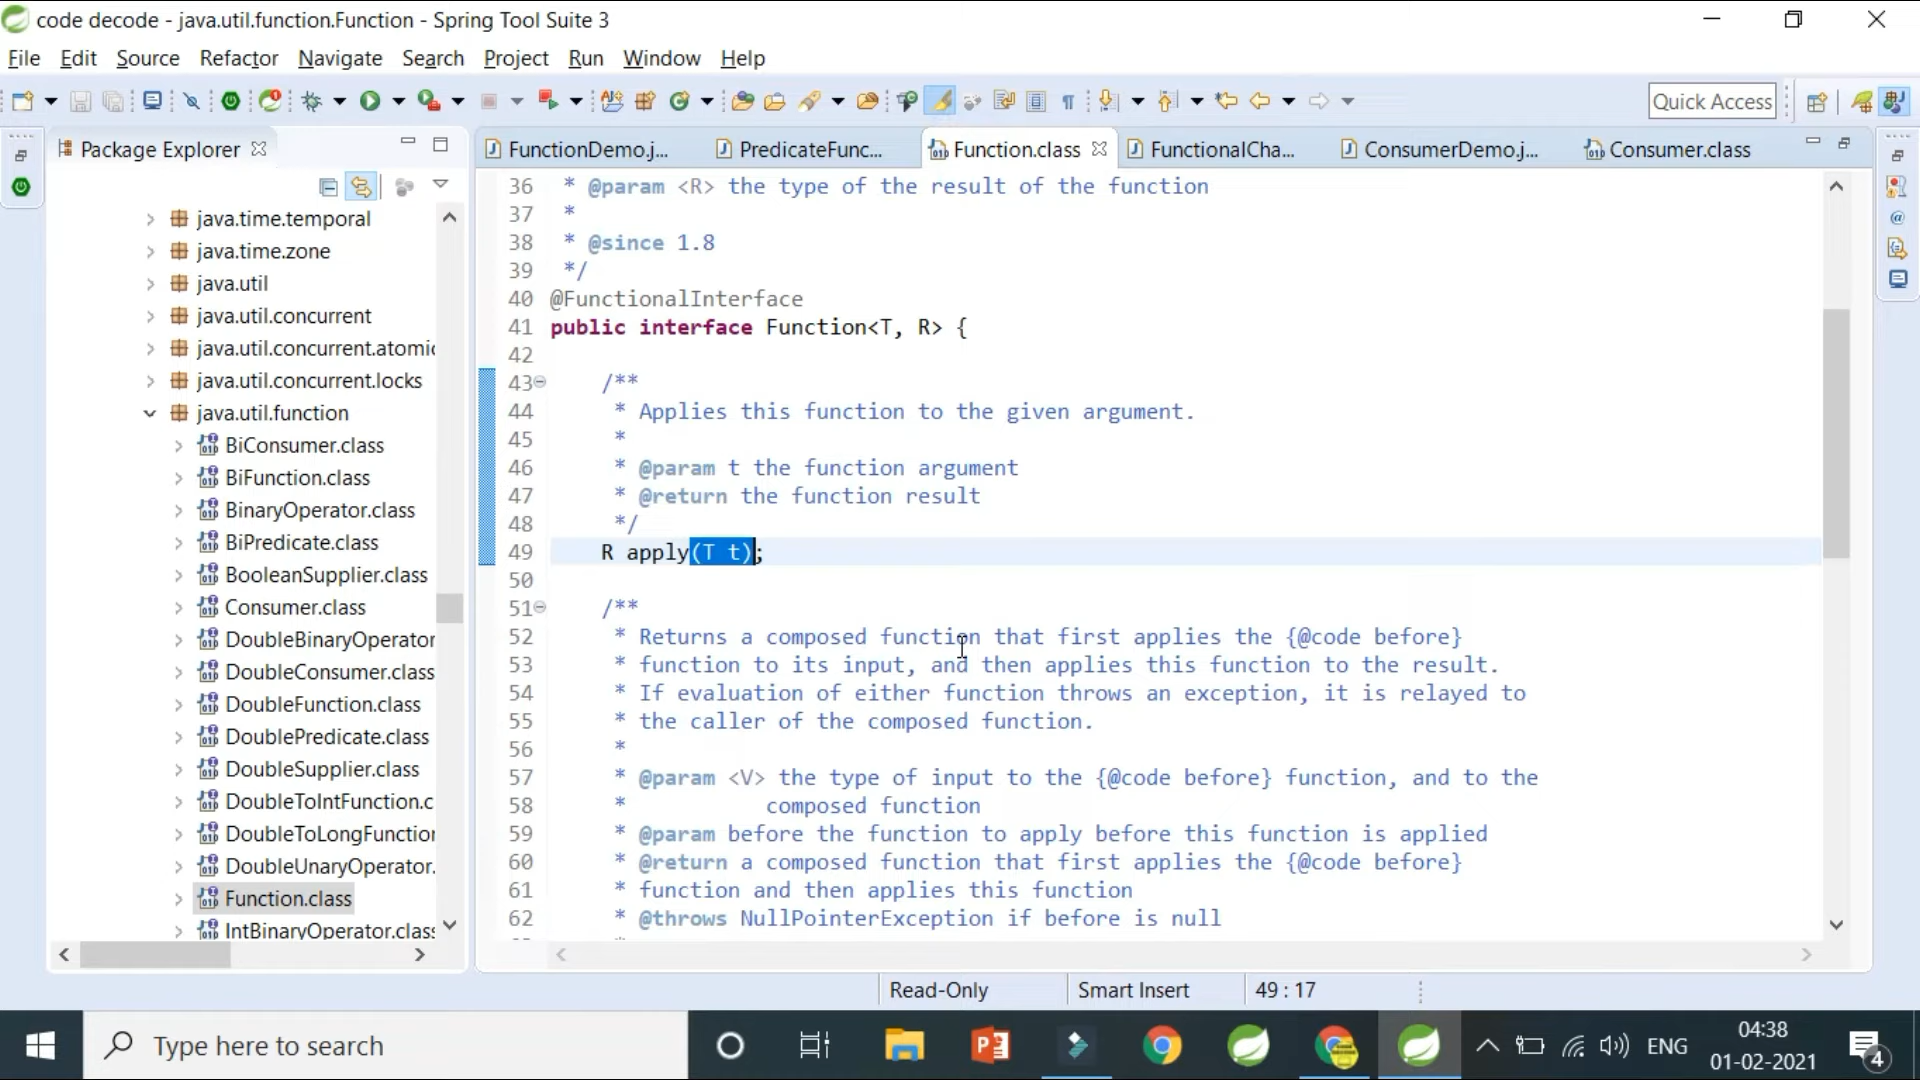 code decode - java.util.function.Function - Spring Tool Suite 3
File Edit Source Refactor Navigate Search Project Run Window Help
Quick Access
Package Explorer
FunctionDemo.j... PredicateFunc... Function.class FunctionalCha... ConsumerDemo.j... Consumer.class
java.time.temporal
java.time.zone
java.util
java.util.concurrent
java.util.concurrent.atomic
java.util.concurrent.locks
java.util.function
BiConsumer.class
BiFunction.class
BinaryOperator.class
BiPredicate.class
BooleanSupplier.class
Consumer.class
DoubleBinaryOperator
DoubleConsumer.class
DoubleFunction.class
DoublePredicate.class
DoubleSupplier.class
DoubleToIntFunction.c
DoubleToLongFunction
DoubleUnaryOperator.
Function.class
IntBinaryOperator.class
36 * @param <R> the type of the result of the function
37 *
38 * @since 1.8
39 */
40 @FunctionalInterface
41 public interface Function<T, R> {
42
43 /**
44 * Applies this function to the given argument.
45 *
46 * @param t the function argument
47 * @return the function result
48 */
49 R apply(T t);
50
51 /**
52 * Returns a composed function that first applies the {@code before}
53 * function to its input, and then applies this function to the result.
54 * If evaluation of either function throws an exception, it is relayed to
55 * the caller of the composed function.
56 *
57 * @param <V> the type of input to the {@code before} function, and to the
58 * composed function
59 * @param before the function to apply before this function is applied
60 * @return a composed function that first applies the {@code before}
61 * function and then applies this function
62 * @throws NullPointerException if before is null
Read-Only Smart Insert 49 : 17
Type here to search
ENG
04:38
01-02-2021
4